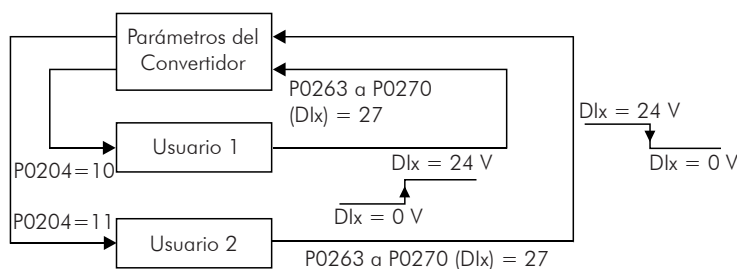 Parámetros del
Convertidor
P0263 a P0270
(DIx) = 27
DIx = 24 V
DIx = 0 V
Usuario 1
P0204=10
DIx = 24 V
DIx = 0 V
P0204=11
Usuario 2
P0263 a P0270 (DIx) = 27